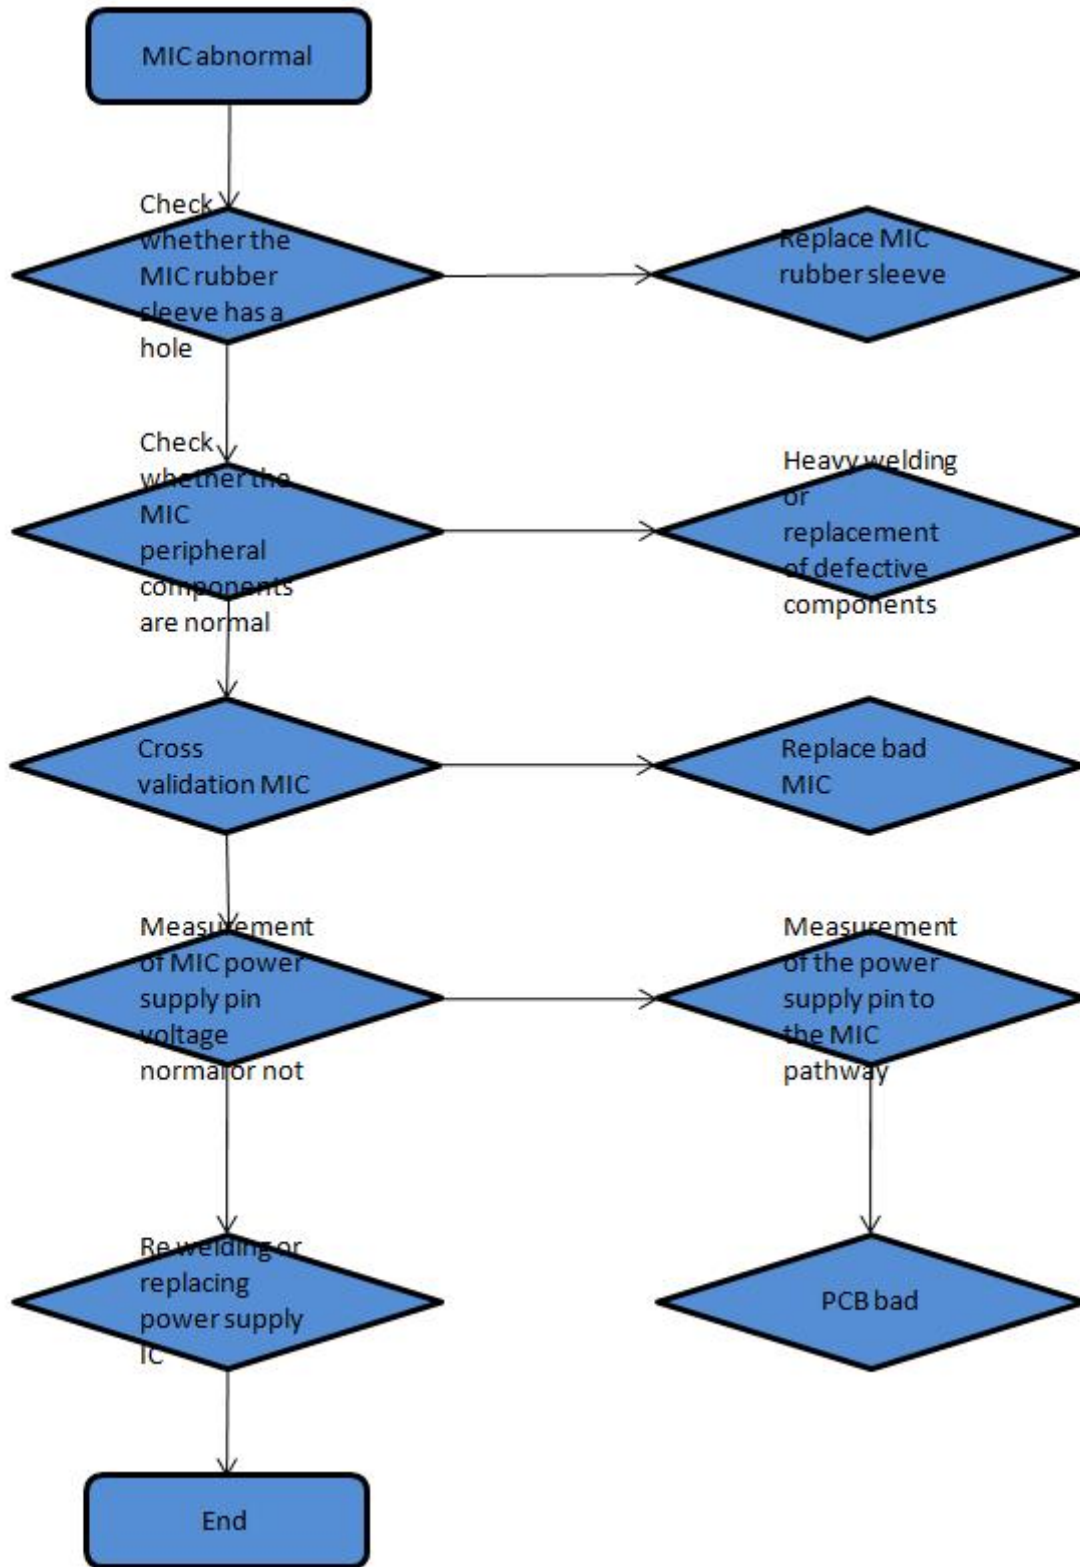 MIC abnormal
Check
whether the
MIC rubber
sleeve has a
hole
Replace MIC
rubber sleeve
Check
whether the
MIC
peripheral
components
are normal
Heavy welding
or
replacement
of defective
components
Cross
validation MIC
Replace bad
MIC
Measurement
of MIC power
supply pin
voltage
normal or not
Measurement
of the power
supply pin to
the MIC
pathway
Re welding or
replacing
power supply
IC
PCB bad
End